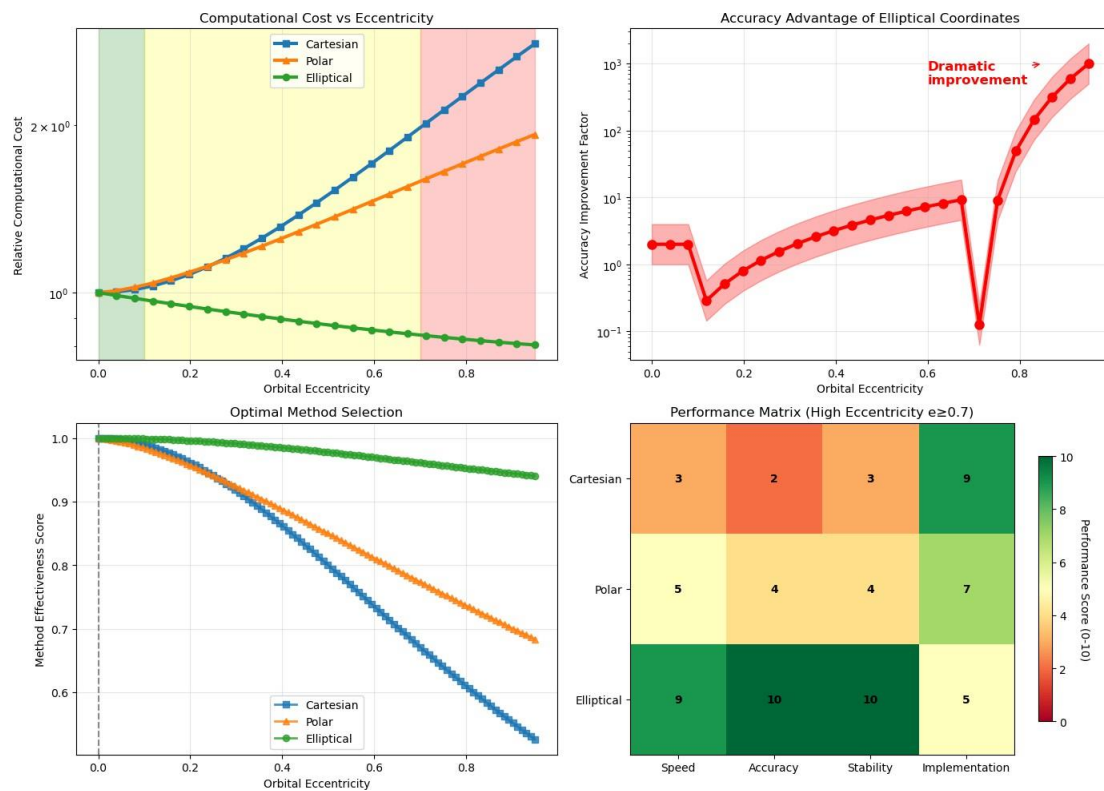 Computational Cost vs Eccentricity
Cartesian
Polar
Elliptical
2 × 10⁰
10⁰
Relative Computational Cost
0.0 0.2 0.4 0.6 0.8
Orbital Eccentricity
Accuracy Advantage of Elliptical Coordinates
Dramatic
improvement
10³
10²
10¹
10⁰
10⁻¹
Accuracy Improvement Factor
0.0 0.2 0.4 0.6 0.8
Orbital Eccentricity
Optimal Method Selection
1.0
0.9
0.8
0.7
0.6
Method Effectiveness Score
Cartesian
Polar
Elliptical
0.0 0.2 0.4 0.6 0.8
Orbital Eccentricity
Performance Matrix (High Eccentricity e≥0.7)
Cartesian 3 2 3 9
Polar 5 4 4 7
Elliptical 9 10 10 5
Speed Accuracy Stability Implementation
10
8
6
4
2
0
Performance Score (0-10)